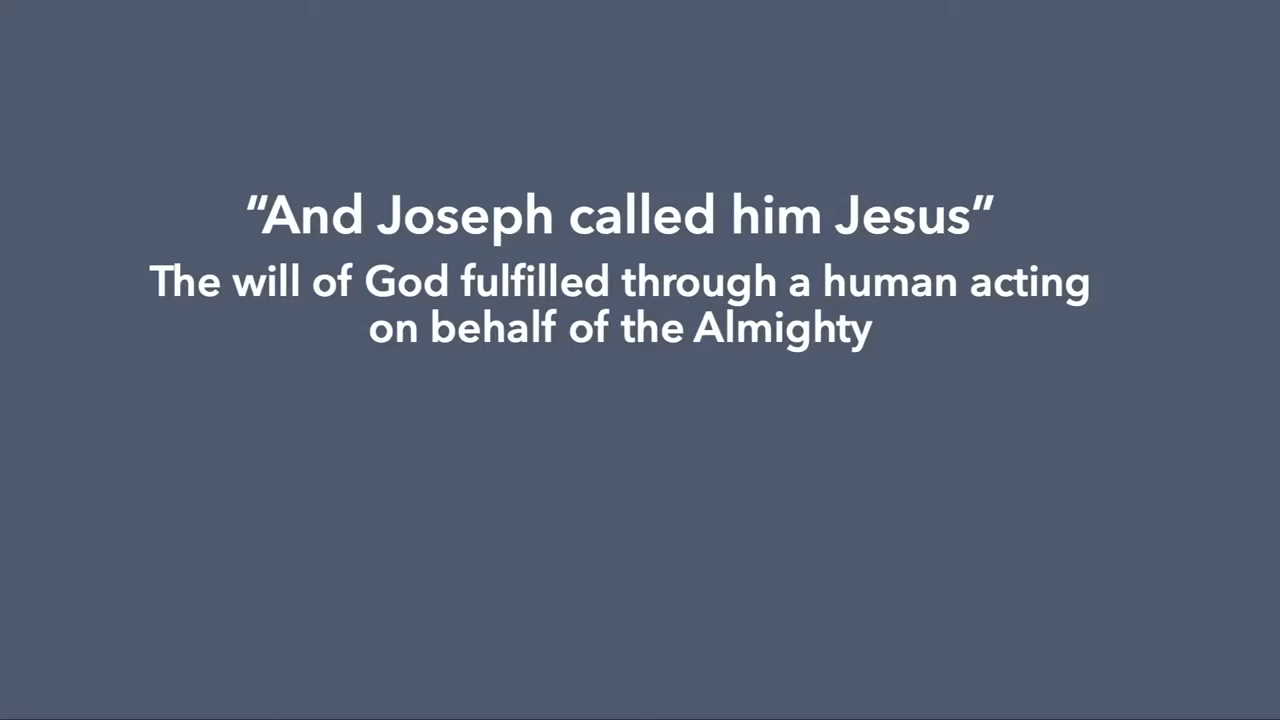 “And Joseph called him Jesus”
The will of God fulfilled through a human acting
on behalf of the Almighty